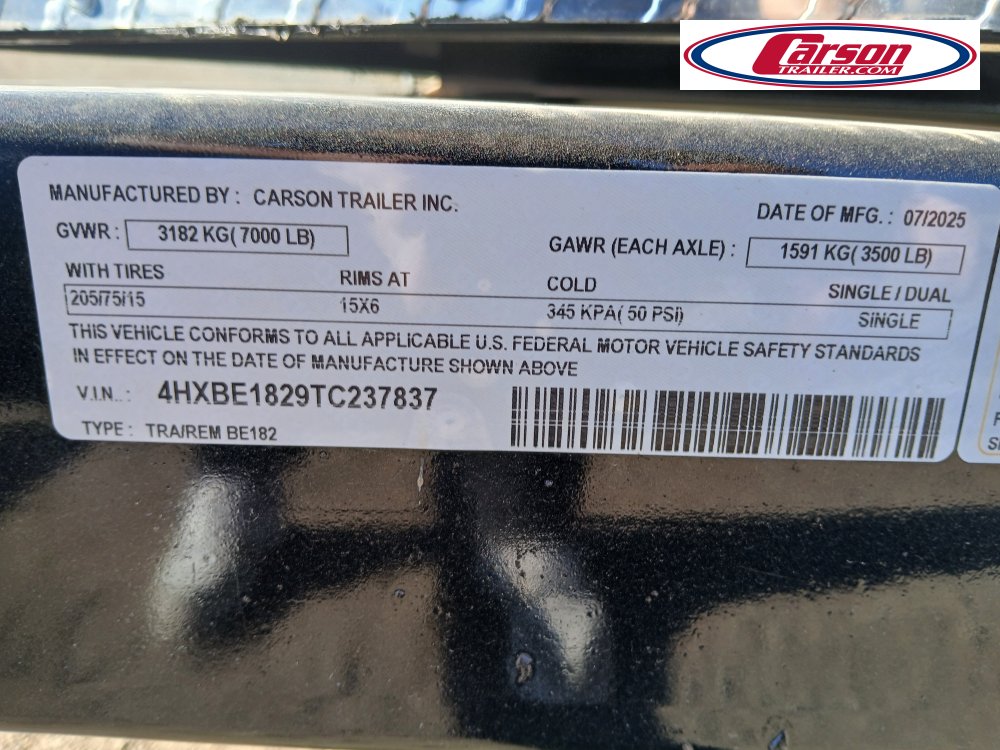 Carson
TRAILER.COM
MANUFACTURED BY : CARSON TRAILER INC.
DATE OF MFG. : 07/2025
GVWR : 3182 KG( 7000 LB)
GAWR (EACH AXLE) : 1591 KG( 3500 LB)
WITH TIRES RIMS AT COLD SINGLE / DUAL
205/75/15 15X6 345 KPA( 50 PSI) SINGLE
THIS VEHICLE CONFORMS TO ALL APPLICABLE U.S. FEDERAL MOTOR VEHICLE SAFETY STANDARDS
IN EFFECT ON THE DATE OF MANUFACTURE SHOWN ABOVE
V.I.N.. : 4HXBE1829TC237837
TYPE : TRA/REM BE182